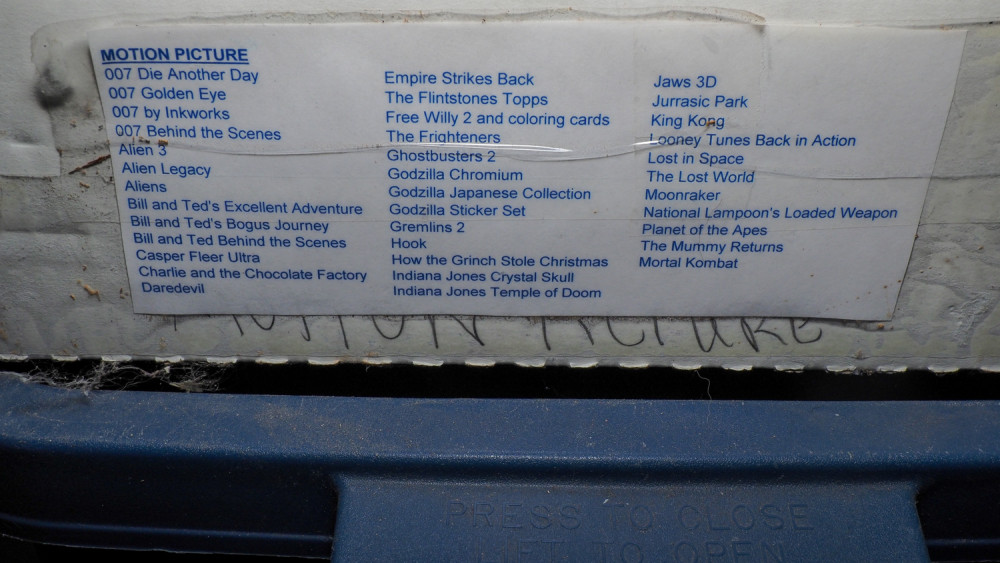 MOTION PICTURE
007 Die Another Day
007 Golden Eye
007 by Inkworks
007 Behind the Scenes
Alien 3
Alien Legacy
Aliens
Bill and Ted's Excellent Adventure
Bill and Ted's Bogus Journey
Bill and Ted Behind the Scenes
Casper Fleer Ultra
Charlie and the Chocolate Factory
Daredevil
Empire Strikes Back
The Flintstones Topps
Free Willy 2 and coloring cards
The Frighteners
Ghostbusters 2
Godzilla Chromium
Godzilla Japanese Collection
Godzilla Sticker Set
Gremlins 2
Hook
How the Grinch Stole Christmas
Indiana Jones Crystal Skull
Indiana Jones Temple of Doom
Jaws 3D
Jurrasic Park
King Kong
Looney Tunes Back in Action
Lost in Space
The Lost World
Moonraker
National Lampoon's Loaded Weapon
Planet of the Apes
The Mummy Returns
Mortal Kombat
MOTION PICTURE
PRESS TO CLOSE
LIFT TO OPEN